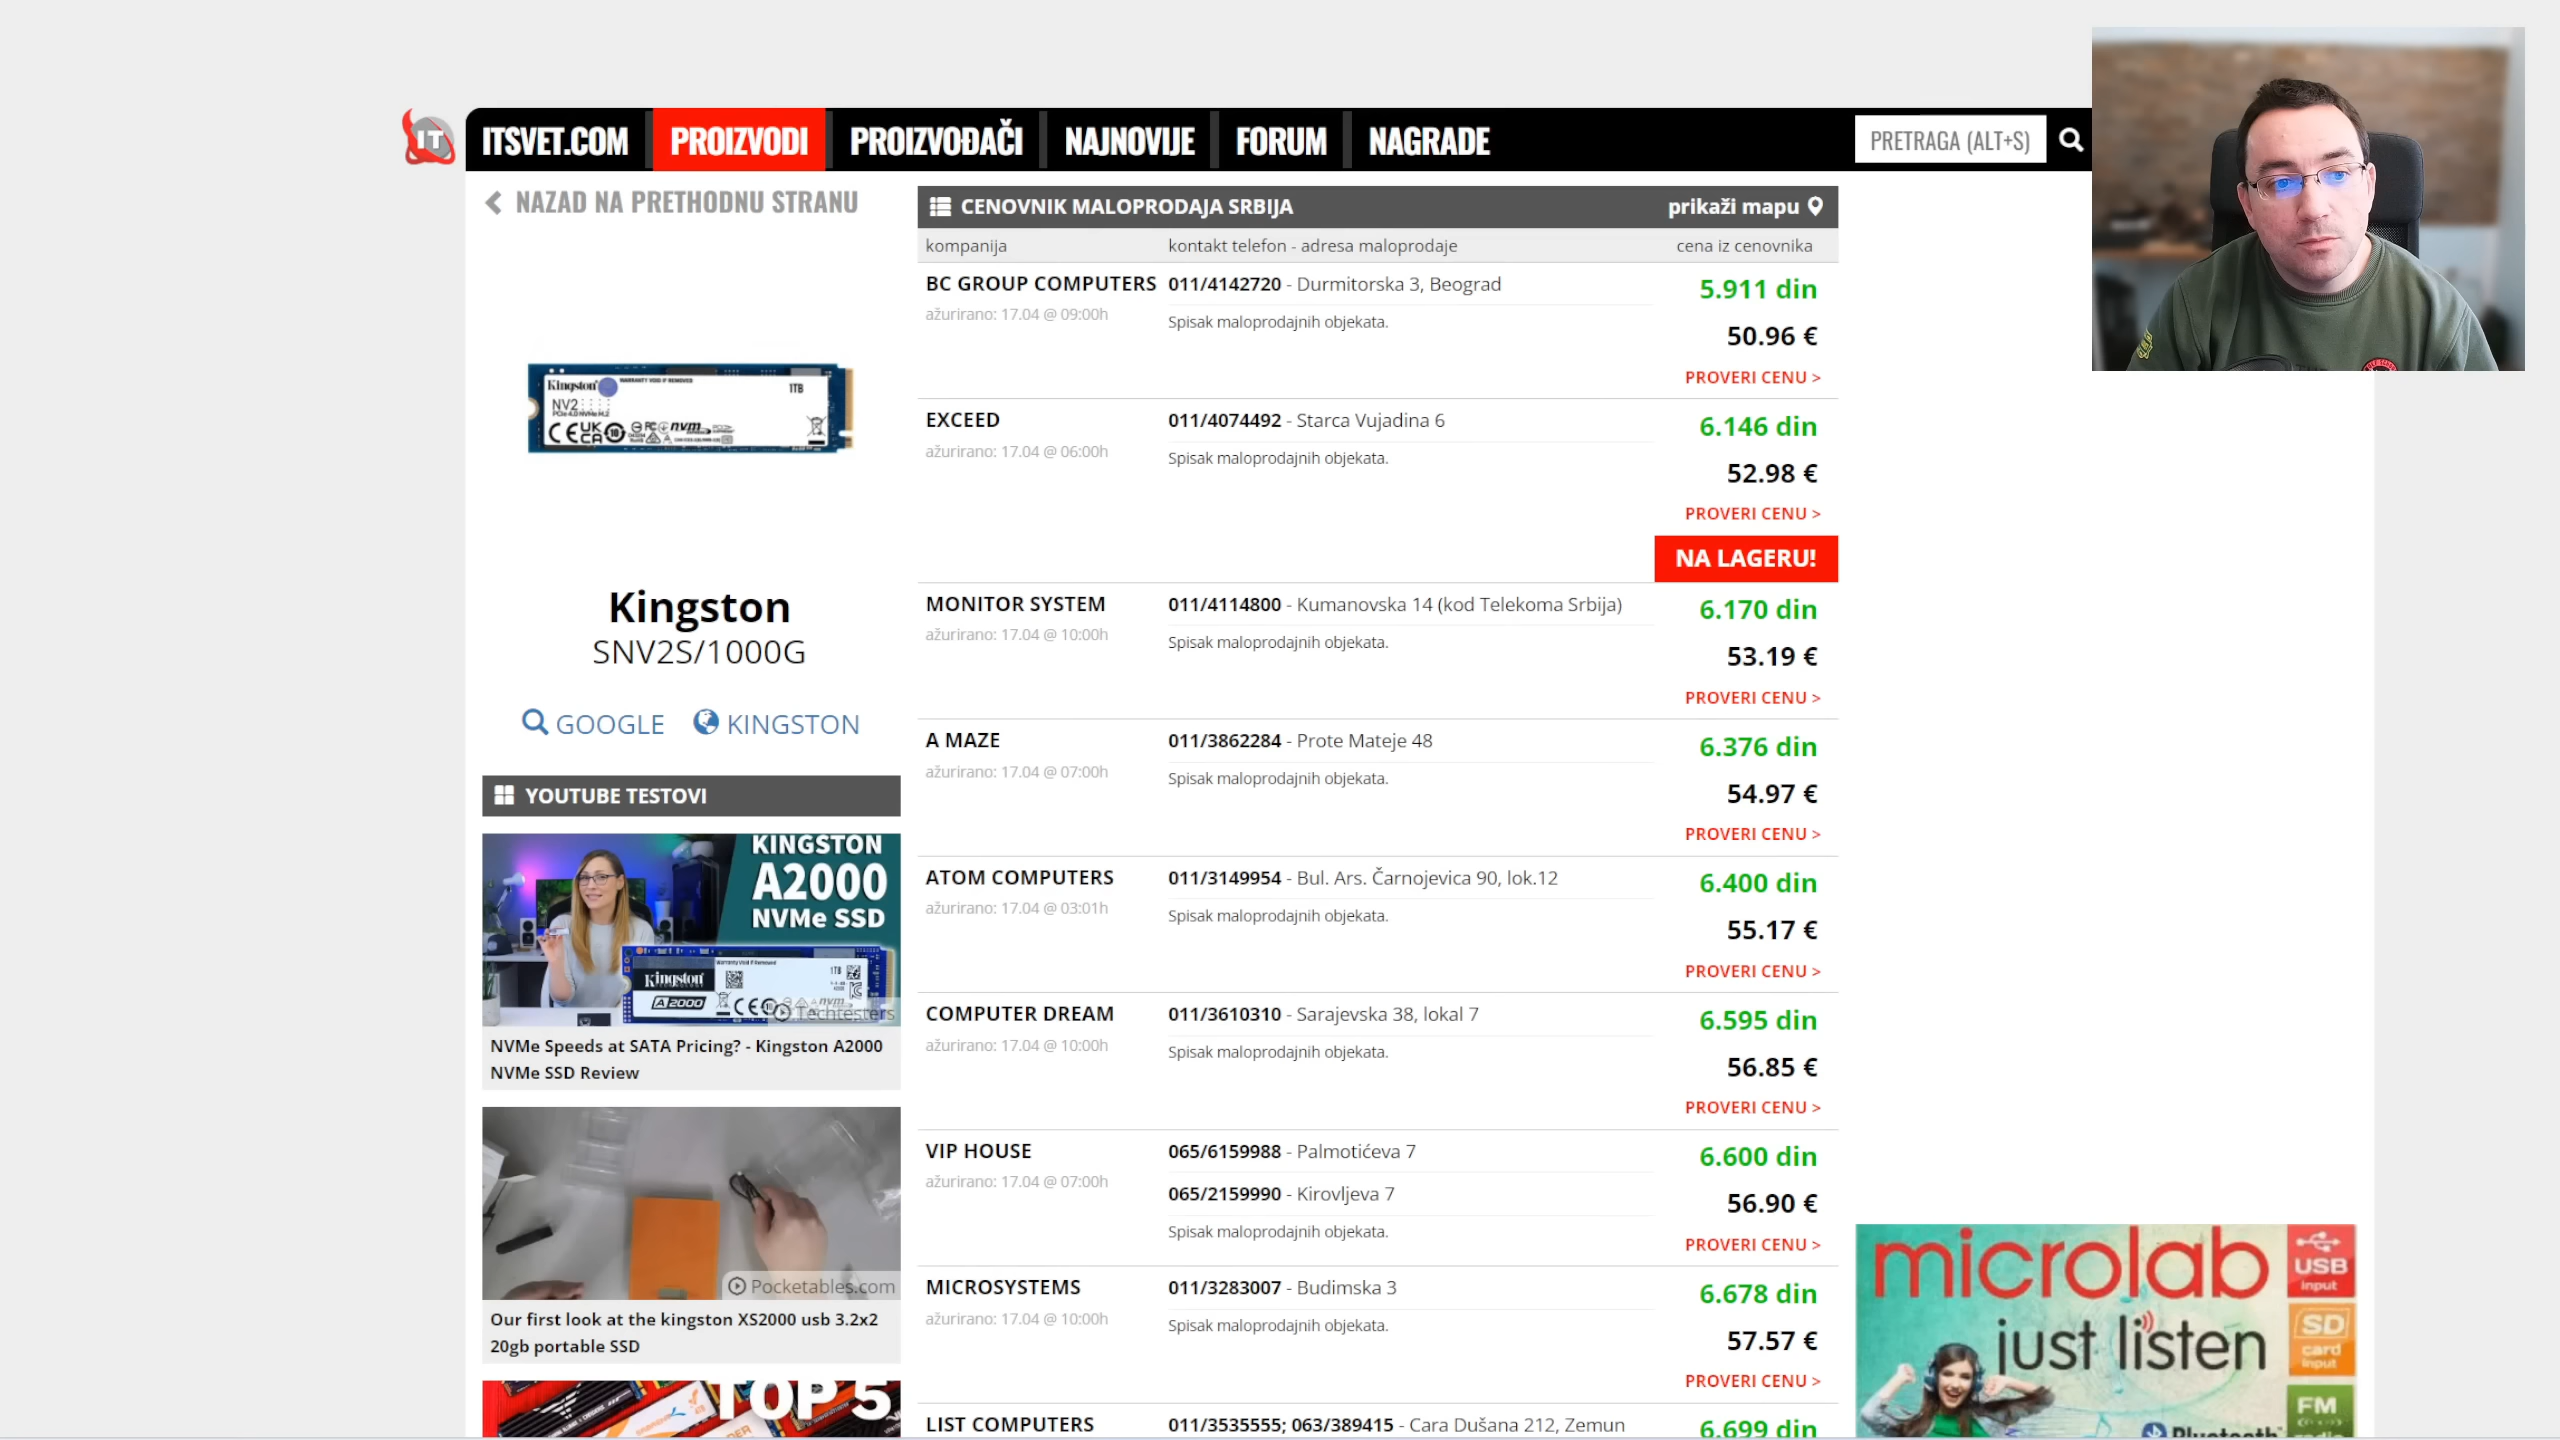 IT
ITSVET.COM
PROIZVODI
PROIZVOĐAČI
NAJNOVIJE
FORUM
NAGRADE
PRETRAGA (ALT+S)
NAZAD NA PRETHODNU STRANU
Kingston
NV2
1TB
Kingston
SNV2S/1000G
GOOGLE
KINGSTON
YOUTUBE TESTOVI
KINGSTON
A2000
NVMe SSD
Kingston
A2000
1TB
Techtesters
NVMe Speeds at SATA Pricing? - Kingston A2000
NVMe SSD Review
Pocketables.com
Our first look at the kingston XS2000 usb 3.2x2
20gb portable SSD
TOP 5
CENOVNIK MALOPRODAJA SRBIJA
prikaži mapu
kompanija
kontakt telefon - adresa maloprodaje
cena iz cenovnika
BC GROUP COMPUTERS
ažurirano: 17.04 @ 09:00h
011/4142720 - Durmitorska 3, Beograd
Spisak maloprodajnih objekata.
5.911 din
50.96 €
PROVERI CENU >
EXCEED
ažurirano: 17.04 @ 06:00h
011/4074492 - Starca Vujadina 6
Spisak maloprodajnih objekata.
6.146 din
52.98 €
PROVERI CENU >
NA LAGERU!
MONITOR SYSTEM
ažurirano: 17.04 @ 10:00h
011/4114800 - Kumanovska 14 (kod Telekoma Srbija)
Spisak maloprodajnih objekata.
6.170 din
53.19 €
PROVERI CENU >
A MAZE
ažurirano: 17.04 @ 07:00h
011/3862284 - Prote Mateje 48
Spisak maloprodajnih objekata.
6.376 din
54.97 €
PROVERI CENU >
ATOM COMPUTERS
ažurirano: 17.04 @ 03:01h
011/3149954 - Bul. Ars. Čarnojevica 90, lok.12
Spisak maloprodajnih objekata.
6.400 din
55.17 €
PROVERI CENU >
COMPUTER DREAM
ažurirano: 17.04 @ 10:00h
011/3610310 - Sarajevska 38, lokal 7
Spisak maloprodajnih objekata.
6.595 din
56.85 €
PROVERI CENU >
VIP HOUSE
ažurirano: 17.04 @ 07:00h
065/6159988 - Palmotićeva 7
065/2159990 - Kirovljeva 7
Spisak maloprodajnih objekata.
6.600 din
56.90 €
PROVERI CENU >
MICROSYSTEMS
ažurirano: 17.04 @ 10:00h
011/3283007 - Budimska 3
Spisak maloprodajnih objekata.
6.678 din
57.57 €
PROVERI CENU >
LIST COMPUTERS
011/3535555; 063/389415 - Cara Dušana 212, Zemun
6.699 din
microlab
just listen
USB
input
SD
card
input
FM
radio
Bluetooth